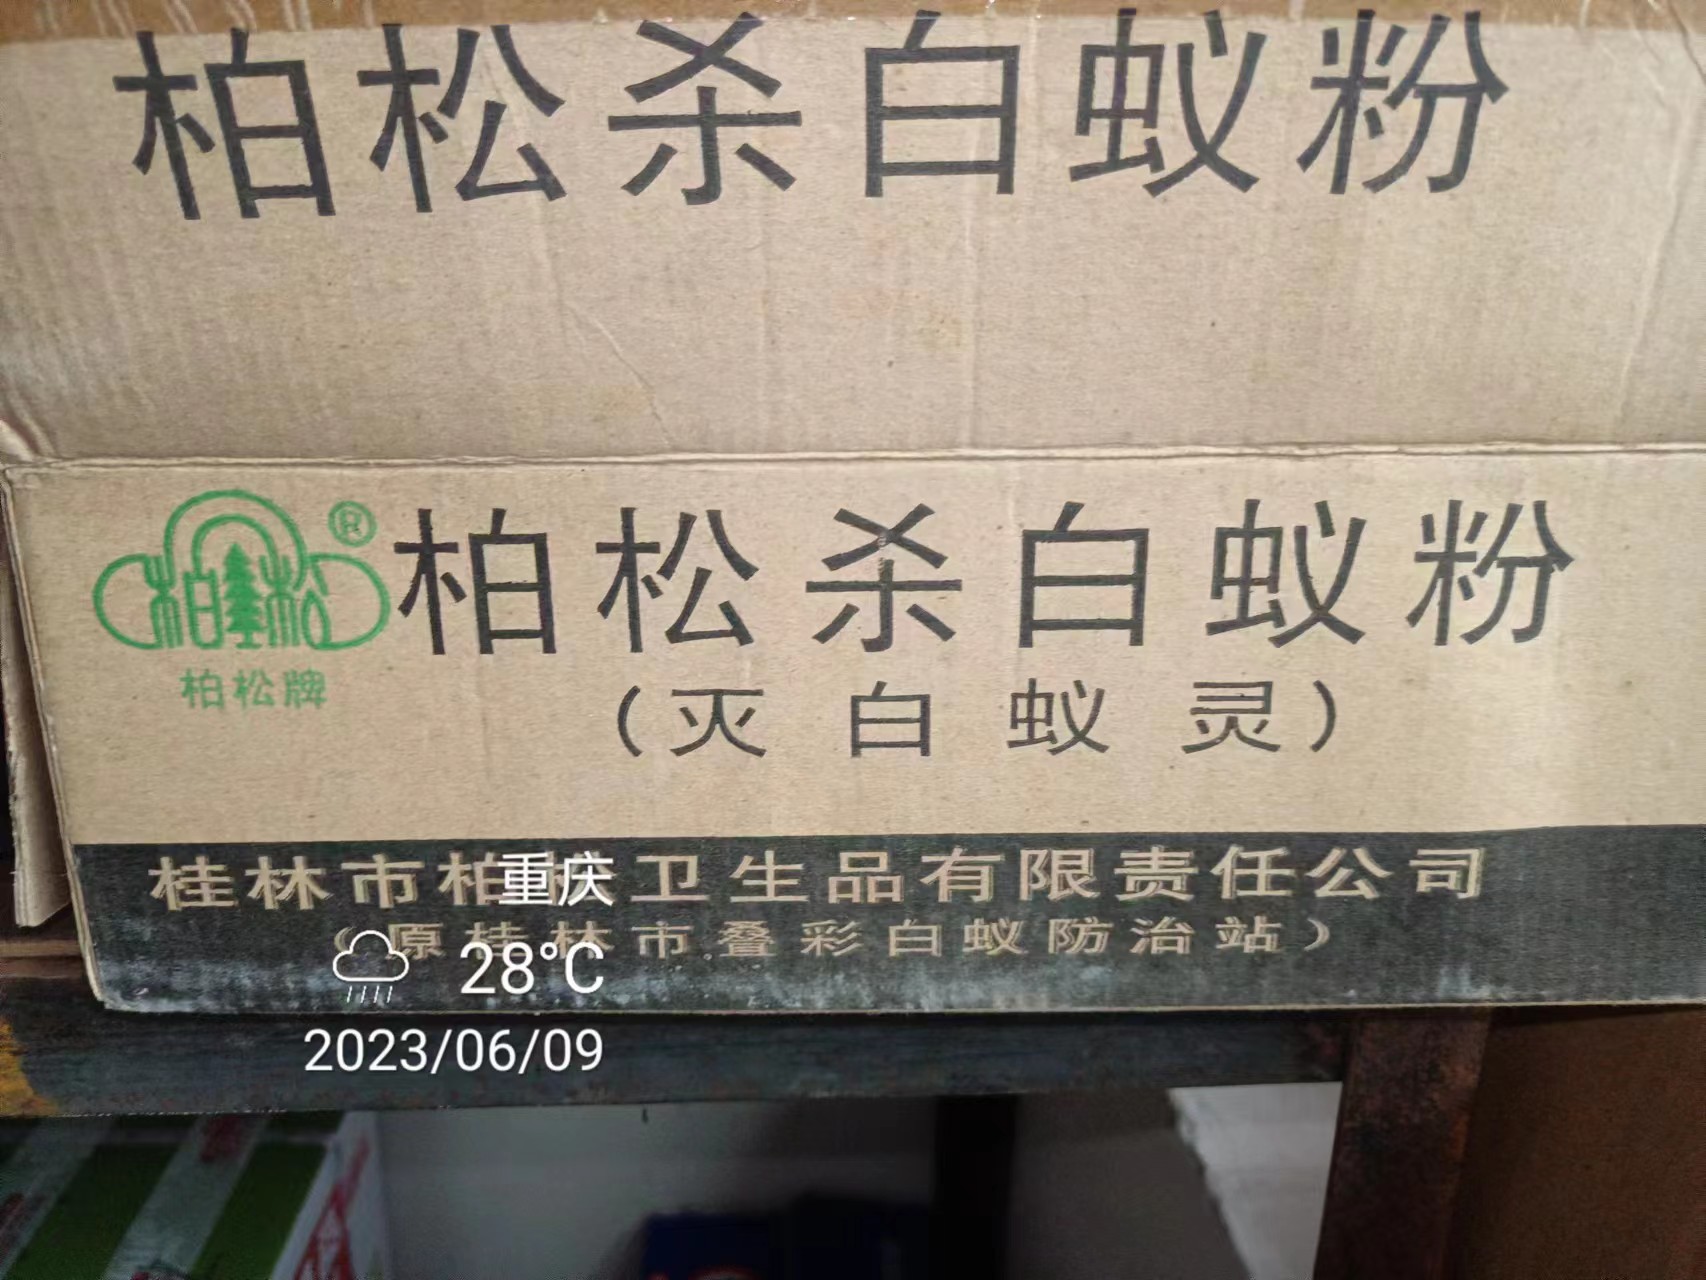 柏松杀白蚁粉
柏松
®
柏松牌
柏松杀白蚁粉
(灭白蚁灵)
桂林市柏 卫生品有限责任公司
(原桂林市叠彩白蚁防治站)
重庆
28°C
2023/06/09